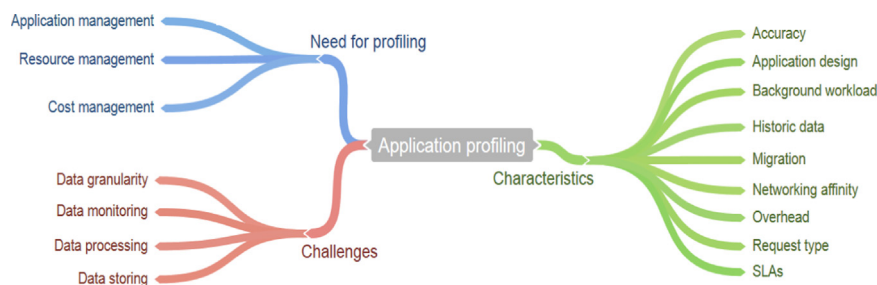 Application management
Resource management
Cost management
Need for profiling
Application profiling
Data granularity
Data monitoring
Data processing
Data storing
Challenges
Characteristics
Accuracy
Application design
Background workload
Historic data
Migration
Networking affinity
Overhead
Request type
SLAs